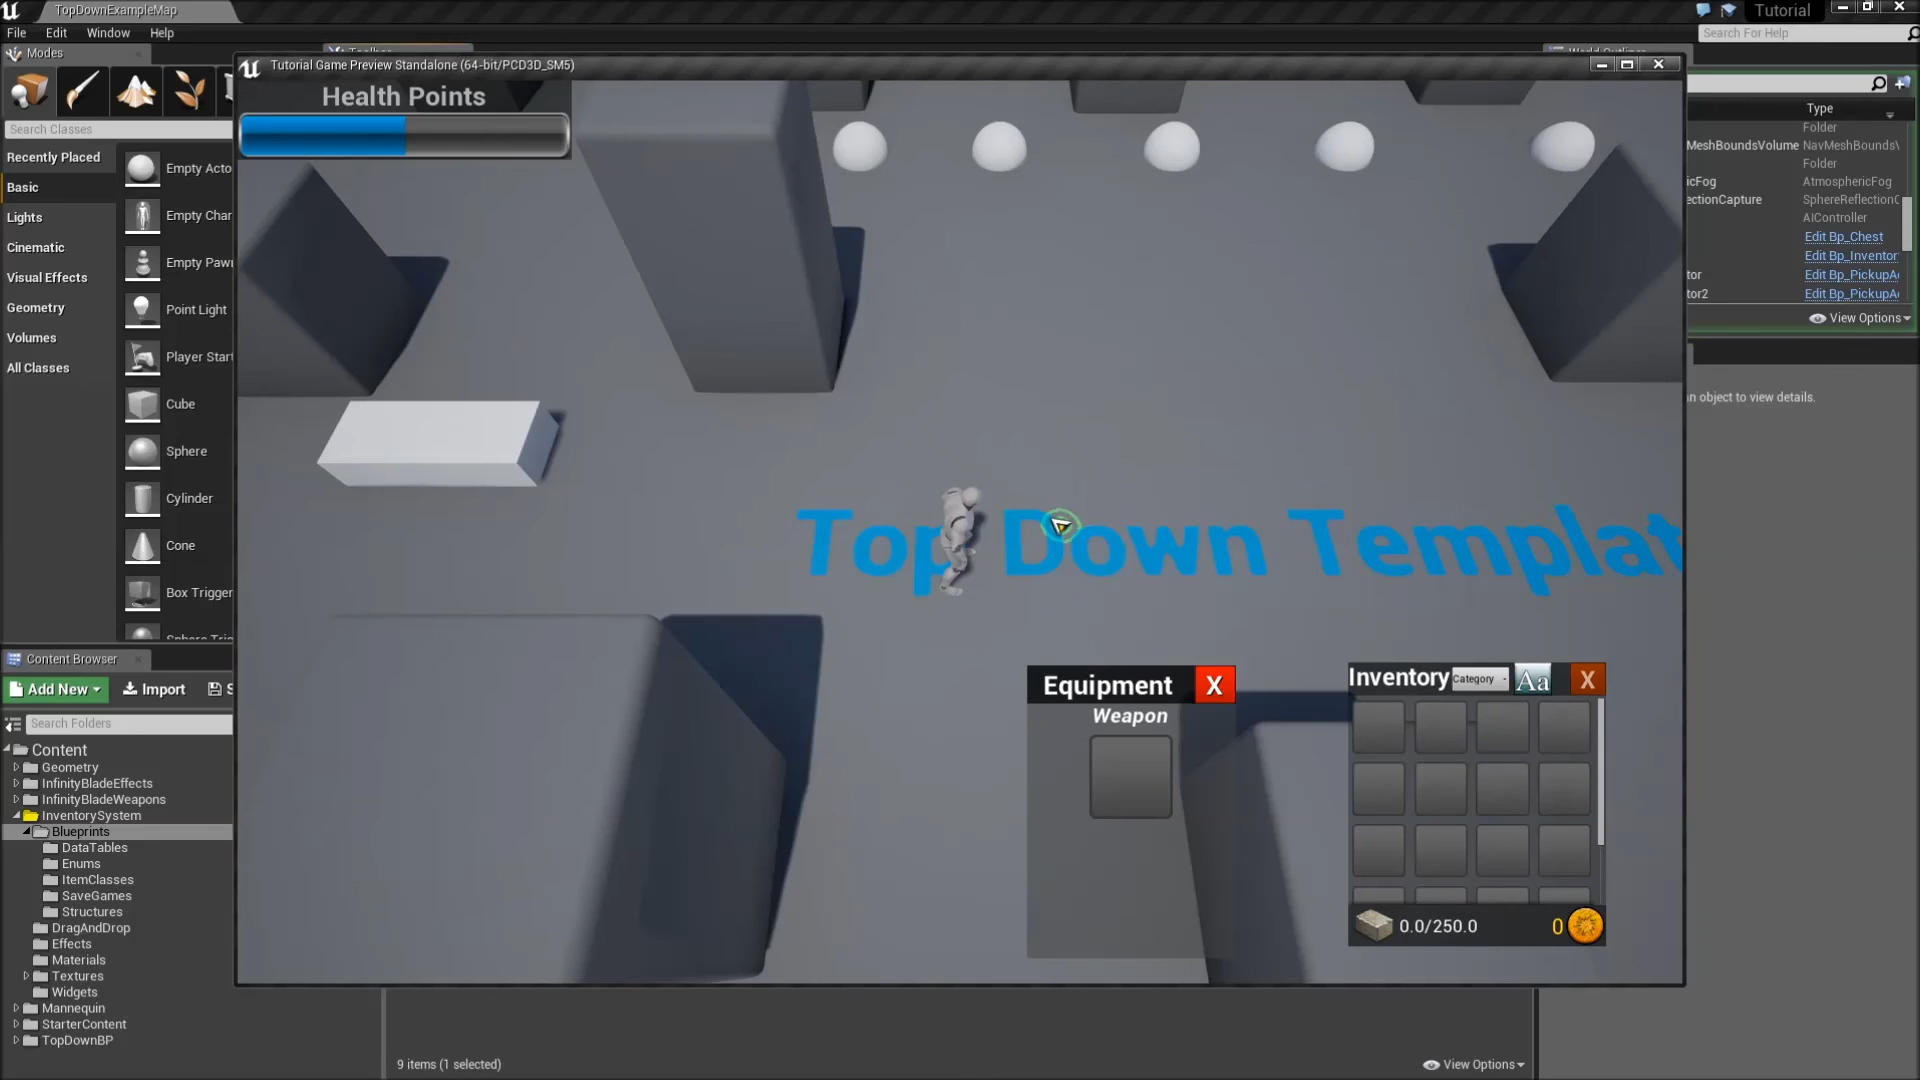 TopDownExampleMap
Tutorial
File Edit Window Help
Search For Help
Modes
Tutorial Game Preview Standalone (64-bit/PCD3D_SM5)
Health Points
Search Classes
Recently Placed
Basic
Lights
Cinematic
Visual Effects
Geometry
Volumes
All Classes
Empty Acto
Empty Char
Empty Pawn
Point Light
Player Start
Cube
Sphere
Cylinder
Cone
Box Trigger
Type
Folder
MeshBoundsVolume NavMeshBounds\
Folder
icFog AtmosphericFog
ectionCapture SphereReflectionC
AIController
Edit Bp_Chest
Edit Bp_Inventor
tor Edit Bp_PickupA
tor2 Edit Bp_PickupA
View Options
n object to view details.
Top Down Templat
Content Browser
Add New Import S
Search Folders
Content
Geometry
InfinityBladeEffects
InfinityBladeWeapons
InventorySystem
Blueprints
DataTables
Enums
ItemClasses
SaveGames
Structures
DragAndDrop
Effects
Materials
Textures
Widgets
Mannequin
StarterContent
TopDownBP
Equipment X
Weapon
Inventory Category Aa X
0.0/250.0 0
9 items (1 selected)
View Options